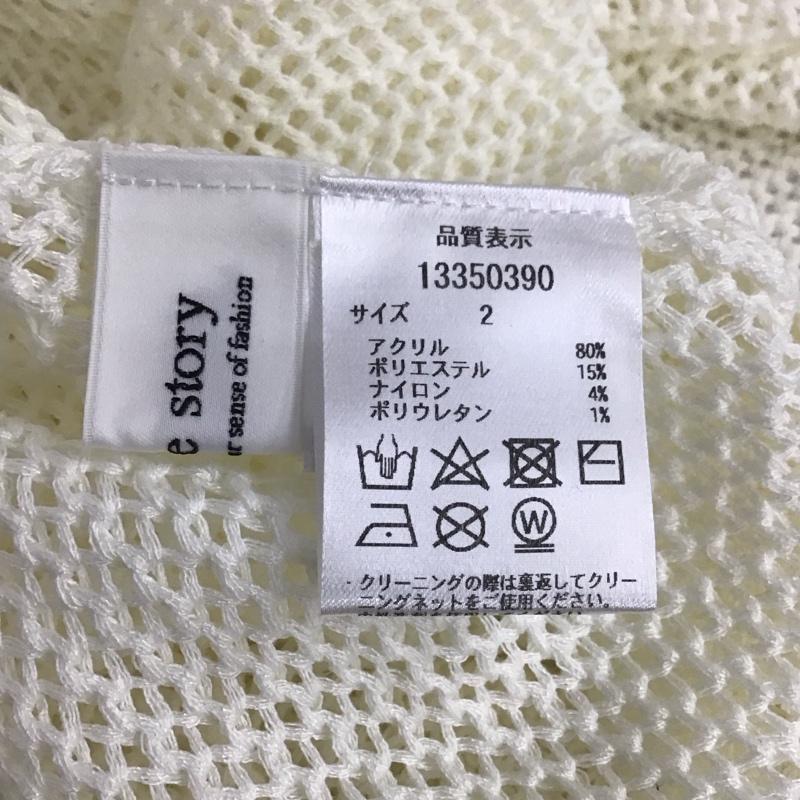 e story
r sense of fashion
品質表示
13350390
サイズ 2
アクリル 80%
ポリエステル 15%
ナイロン 4%
ポリウレタン 1%
W
・クリーニングの際は裏返してクリー
ニングネットをご使用ください。